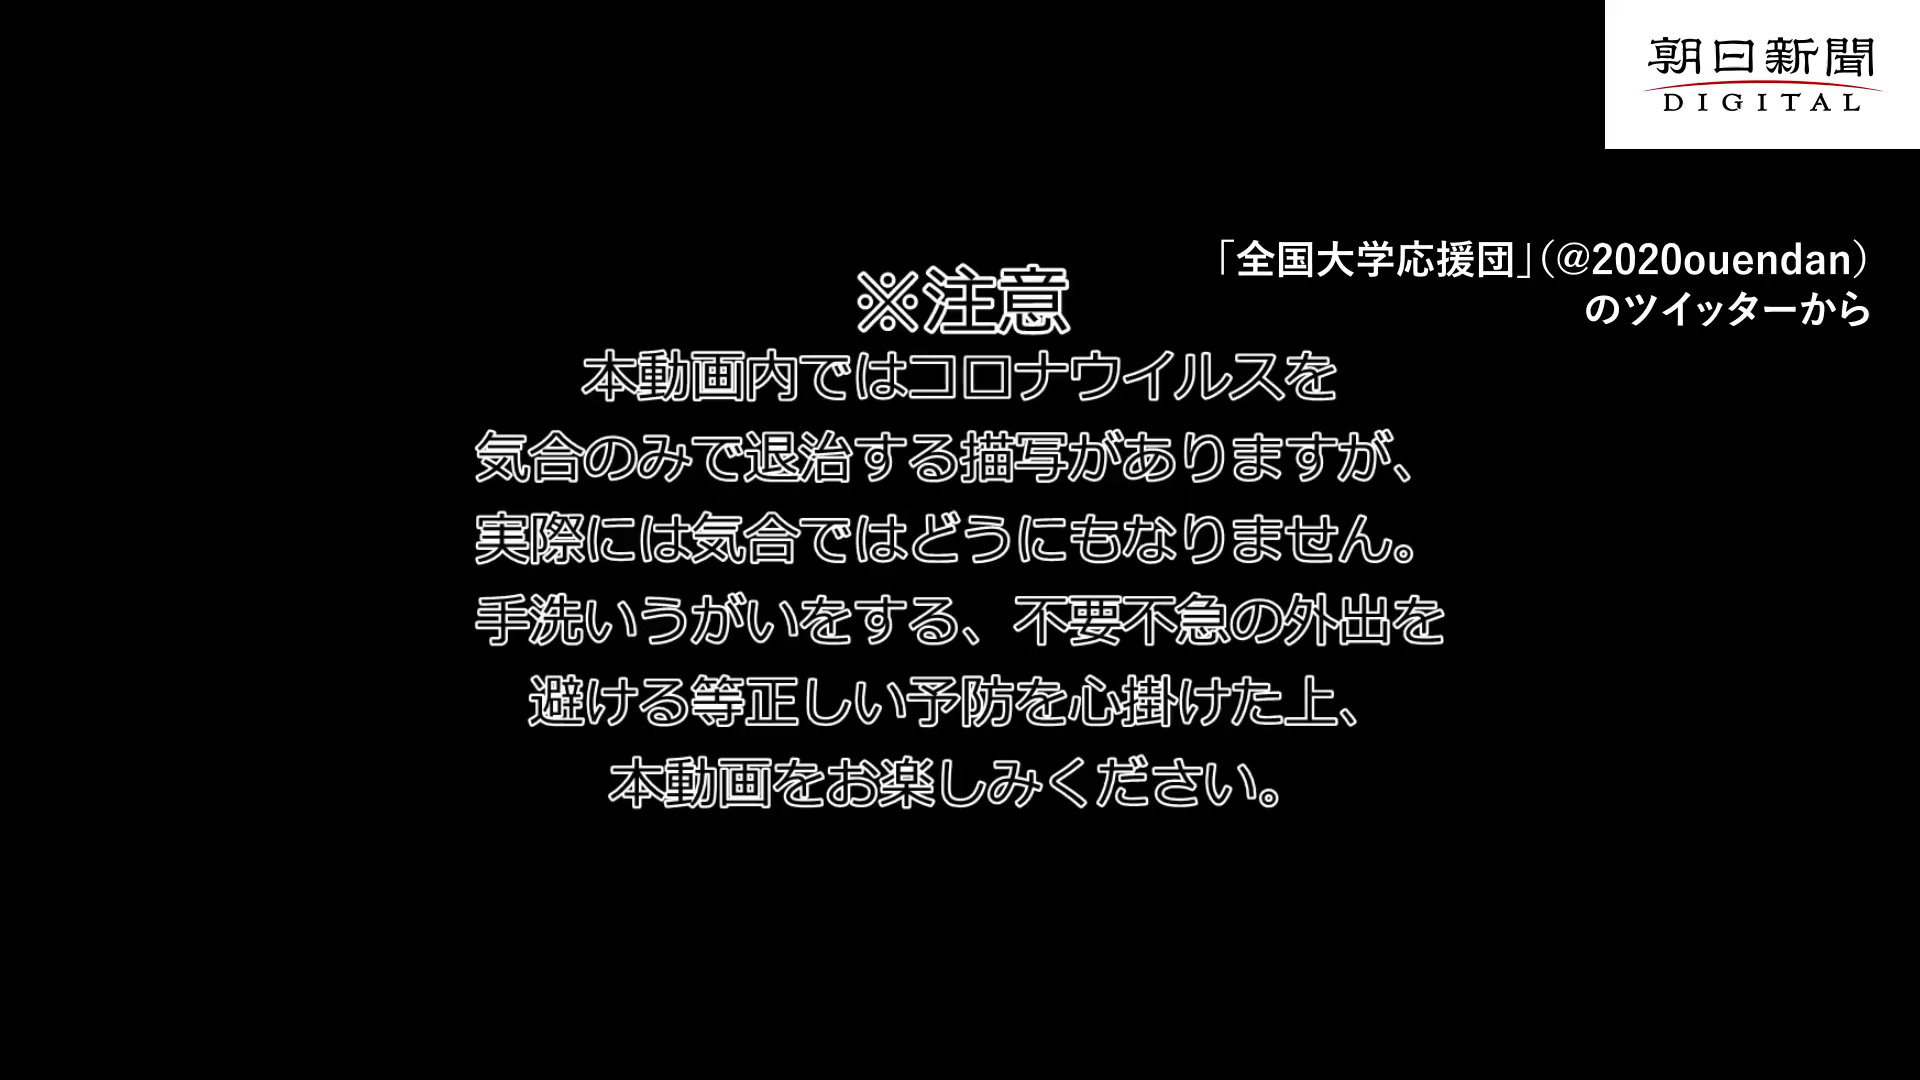 朝日新聞
DIGITAL
「全国大学応援団」（@2020ouendan）
のツイッターから
※注意
本動画内ではコロナウイルスを
気合のみで退治する描写がありますが、
実際には気合ではどうにもなりません。
手洗いうがいをする、不要不急の外出を
避ける等正しい予防を心掛けた上、
本動画をお楽しみください。